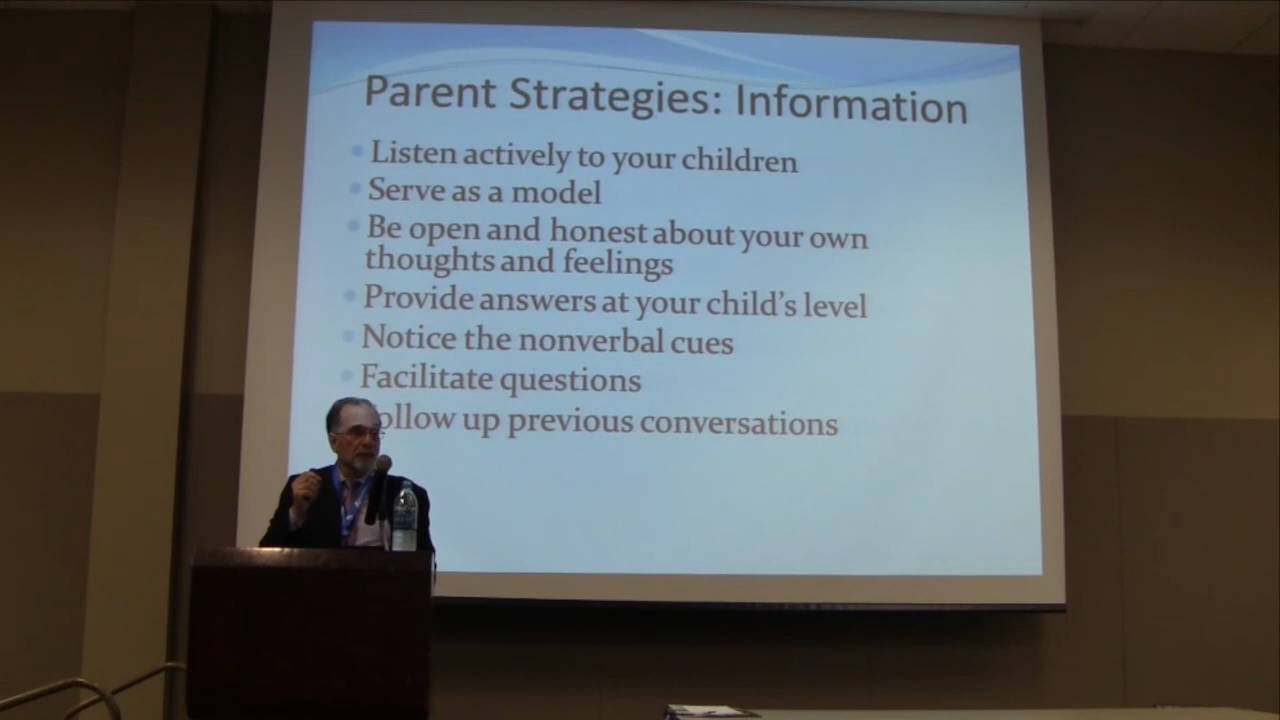 Parent Strategies: Information
Listen actively to your children
Serve as a model
Be open and honest about your own
thoughts and feelings
Provide answers at your child's level
Notice the nonverbal cues
Facilitate questions
ollow up previous conversations